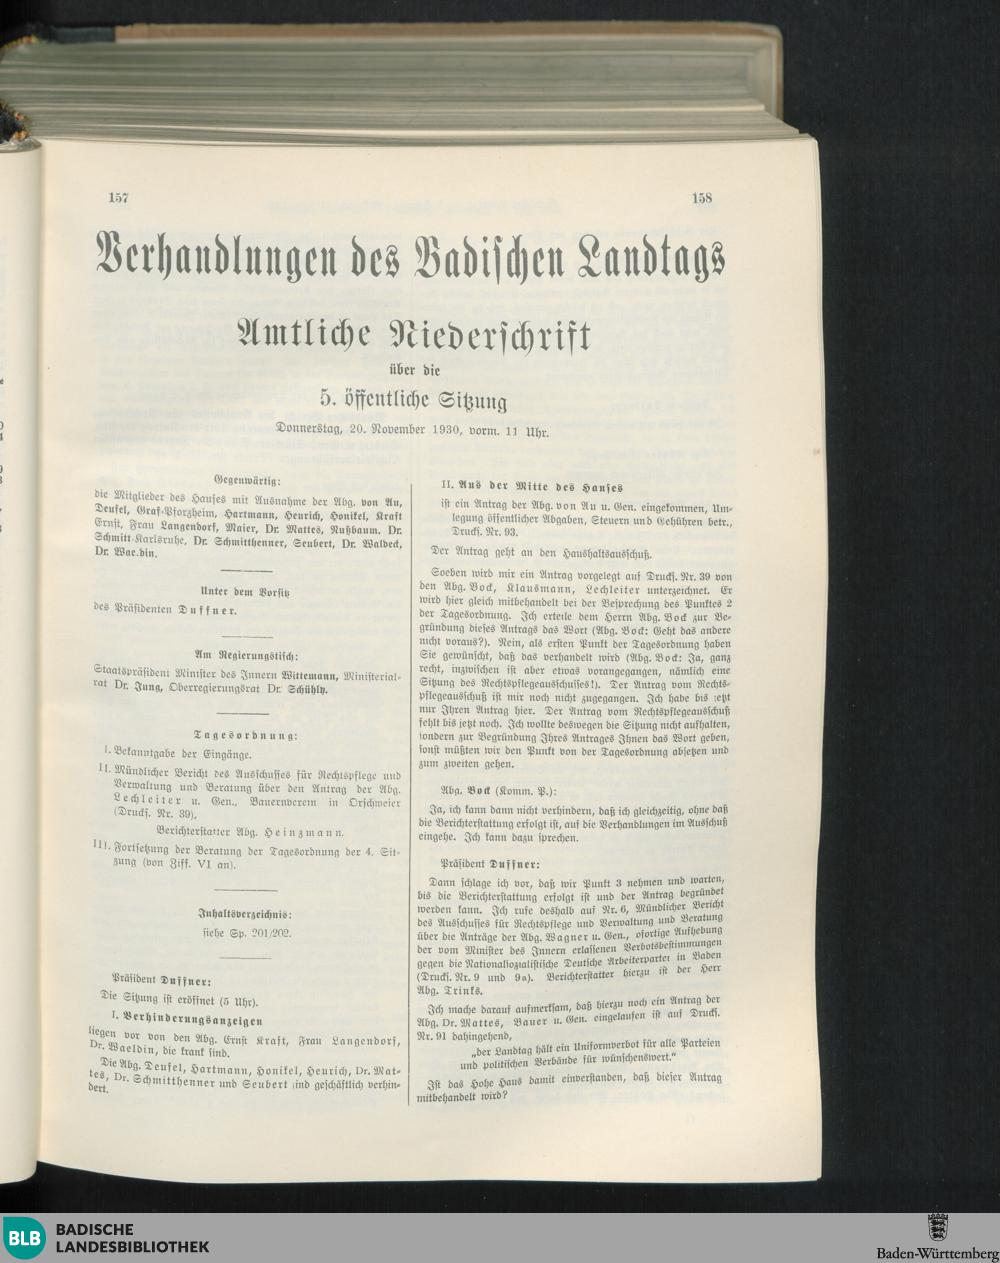 157
158
Verhandlungen des Badischen Landtags
Amtliche Niederschrift
über die
5. öffentliche Sitzung
Donnerstag, 20. November 1930, vorm. 11 Uhr.
Gegenwärtig:
die Mitglieder des Hauses mit Ausnahme der Abg. von Au,
Deufel, Graf-Pforzheim, Hartmann, Heurich, Honikel, Kraft
Ernst, Frau Langendorf, Maier, Dr. Mattes, Nußbaum, Dr.
Schmitt-Karlsruhe, Dr. Schmitthenner, Seubert, Dr. Waldeck,
Dr. Wae.din.
Unter dem Vorsitz
des Präsidenten Duffner.
Am Regierungstisch:
Staatspräsident Minister des Innern Wittemann, Ministerial-
rat Dr. Jung, Oberregierungsrat Dr. Schühly.
Tagesordnung:
I. Bekanntgabe der Eingänge.
II. Mündlicher Bericht des Ausschusses für Rechtspflege und
Verwaltung und Beratung über den Antrag der Abg.
Lechleiter u. Gen., Bauernverein in Orschweier
(Drucks. Nr. 39),
Berichterstatter Abg. Heinzmann.
III. Fortsetzung der Beratung der Tagesordnung der 4. Sit-
zung (von Ziff. VI an).
Inhaltsverzeichnis:
siehe Sp. 201/202.
Präsident Duffner:
Die Sitzung ist eröffnet (5 Uhr).
I. Verhinderungsanzeigen
liegen vor von den Abg. Ernst Kraft, Frau Langendorf,
Dr. Waeldin, die krank sind.
Die Abg. Deufel, Hartmann, Honikel, Heurich, Dr. Mat-
tes, Dr. Schmitthenner und Seubert sind geschäftlich verhin-
dert.
II. Aus der Mitte des Hauses
ist ein Antrag der Abg. von Au u. Gen. eingekommen, Um-
legung öffentlicher Abgaben, Steuern und Gebühren betr.,
Drucks. Nr. 93.
Der Antrag geht an den Haushaltsausschuß.
Soeben wird mir ein Antrag vorgelegt auf Drucks. Nr. 39 von
den Abg. Bock, Klausmann, Lechleiter unterzeichnet. Er
wird hier gleich mitbehandelt bei der Besprechung des Punktes 2
der Tagesordnung. Ich erteile dem Herrn Abg. Bock zur Be-
gründung dieses Antrags das Wort (Abg. Bock: Geht das andere
nicht voraus?). Nein, als ersten Punkt der Tagesordnung haben
Sie gewünscht, daß das verhandelt wird (Abg. Bock: Ja, ganz
recht, inzwischen ist aber etwas vorangegangen, nämlich eine
Sitzung des Rechtspflegeausschusses!). Der Antrag vom Rechts-
pflegeausschuß ist mir noch nicht zugegangen. Ich habe bis jetzt
nur Ihren Antrag hier. Der Antrag vom Rechtspflegeausschuß
fehlt bis jetzt noch. Ich wollte deswegen die Sitzung nicht aufhalten,
sondern zur Begründung Ihres Antrages Ihnen das Wort geben,
sonst müßten wir den Punkt von der Tagesordnung absetzen und
zum zweiten gehen.
Abg. Bock (Komm. P.):
Ja, ich kann dann nicht verhindern, daß ich gleichzeitig, ohne daß
die Berichterstattung erfolgt ist, auf die Verhandlungen im Ausschuß
eingehe. Ich kann dazu sprechen.
Präsident Duffner:
Dann schlage ich vor, daß wir Punkt 3 nehmen und warten,
bis die Berichterstattung erfolgt ist und der Antrag begründet
werden kann. Ich rufe deshalb auf Nr. 6, Mündlicher Bericht
des Ausschusses für Rechtspflege und Verwaltung und Beratung
über die Anträge der Abg. Wagner u. Gen., ofortige Aufhebung
der vom Minister des Innern erlassenen Verbotsbestimmungen
gegen die Nationalsozialistische Deutsche Arbeiterpartei in Baden
(Drucks. Nr. 9 und 9a). Berichterstatter hierzu ist der Herr
Abg. Trinks.
Ich mache darauf aufmerksam, daß hierzu noch ein Antrag der
Abg. Dr. Mattes, Bauer u. Gen. eingelaufen ist auf Drucks.
Nr. 91 dahingehend,
„der Landtag hält ein Uniformverbot für alle Parteien
und politischen Verbände für wünschenswert.“
Ist das Hohe Haus damit einverstanden, daß dieser Antrag
mitbehandelt wird?
BLB
BADISCHE
LANDESBIBLIOTHEK
Baden-Württemberg